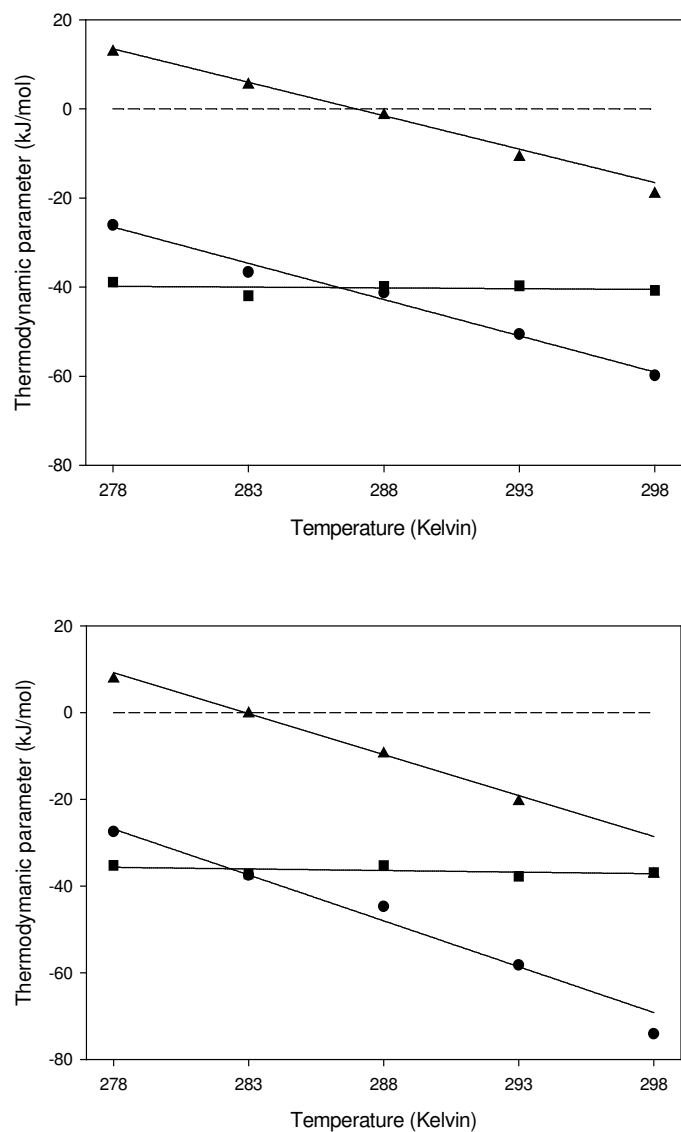 20
0
-20
-40
-60
-80
Thermodynamic parameter (kJ/mol)
278 283 288 293 298
Temperature (Kelvin)
20
0
-20
-40
-60
-80
Thermodymanic parameter (kJ/mol)
278 283 288 293 298
Temperature (Kelvin)